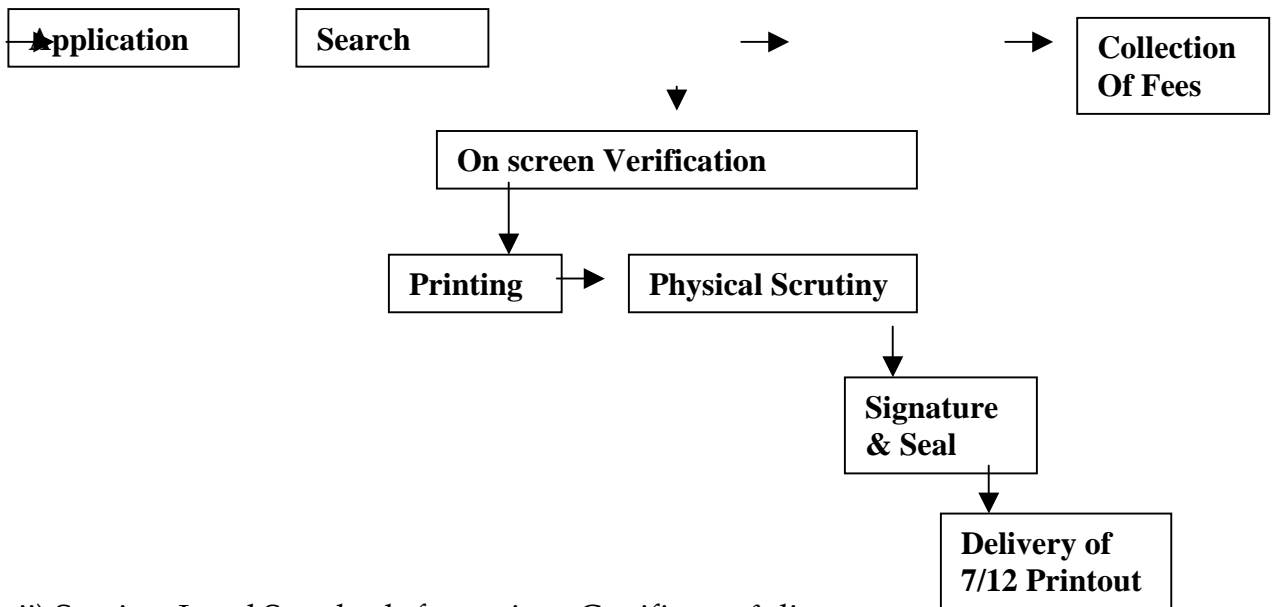 Application
Search
Collection
Of Fees
On screen Verification
Printing
Physical Scrutiny
Signature
& Seal
Delivery of
7/12 Printout